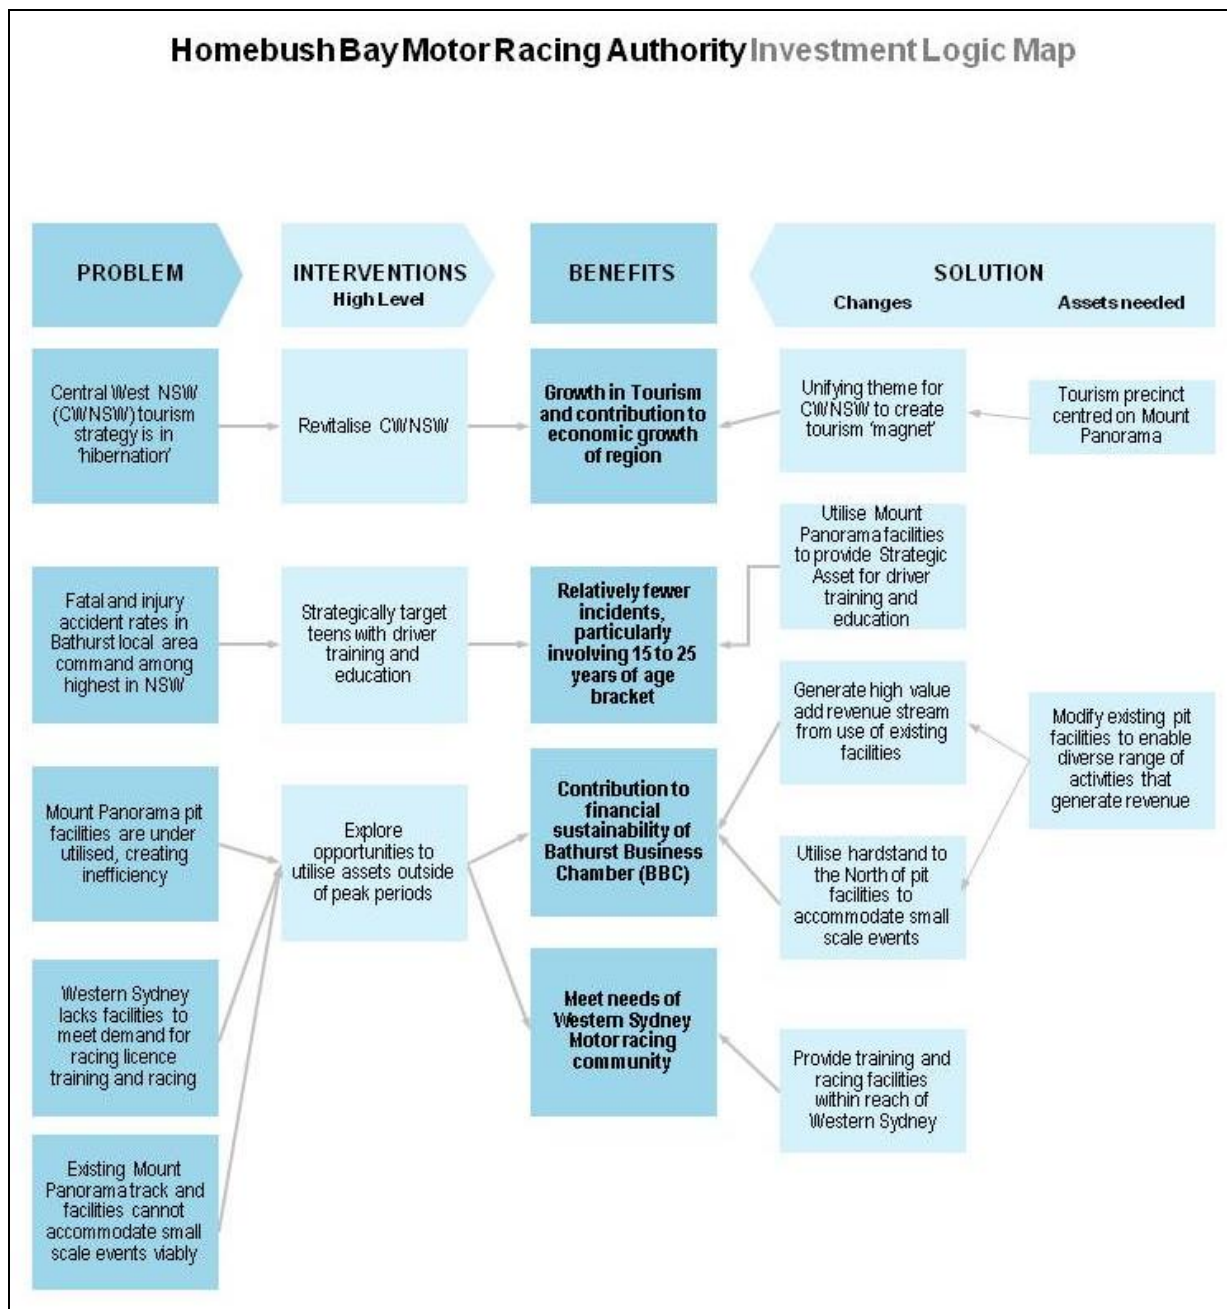 Homebush Bay Motor Racing Authority Investment Logic Map
PROBLEM
INTERVENTIONS
High Level
BENEFITS
SOLUTION
Changes
Assets needed
Central West NSW
(CWNSW) tourism
strategy is in
'hibernation'
Revitalise CWNSW
Growth in Tourism
and contribution to
economic growth
of region
Unifying theme for
CWNSW to create
tourism 'magnet'
Tourism precinct
centred on Mount
Panorama
Fatal and injury
accident rates in
Bathurst local area
command among
highest in NSW
Strategically target
teens with driver
training and
education
Relatively fewer
incidents,
particularly
involving 15 to 25
years of age
bracket
Utilise Mount
Panorama facilities
to provide Strategic
Asset for driver
training and
education
Generate high value
add revenue stream
from use of existing
facilities
Modify existing pit
facilities to enable
diverse range of
activities that
generate revenue
Mount Panorama pit
facilities are under
utilised, creating
inefficiency
Explore
opportunities to
utilise assets outside
of peak periods
Contribution to
financial
sustainability of
Bathurst Business
Chamber (BBC)
Utilise hardstand to
the North of pit
facilities to
accommodate small
scale events
Western Sydney
lacks facilities to
meet demand for
racing licence
training and racing
Meet needs of
Western Sydney
Motor racing
community
Provide training and
racing facilities
within reach of
Western Sydney
Existing Mount
Panorama track and
facilities cannot
accommodate small
scale events viably